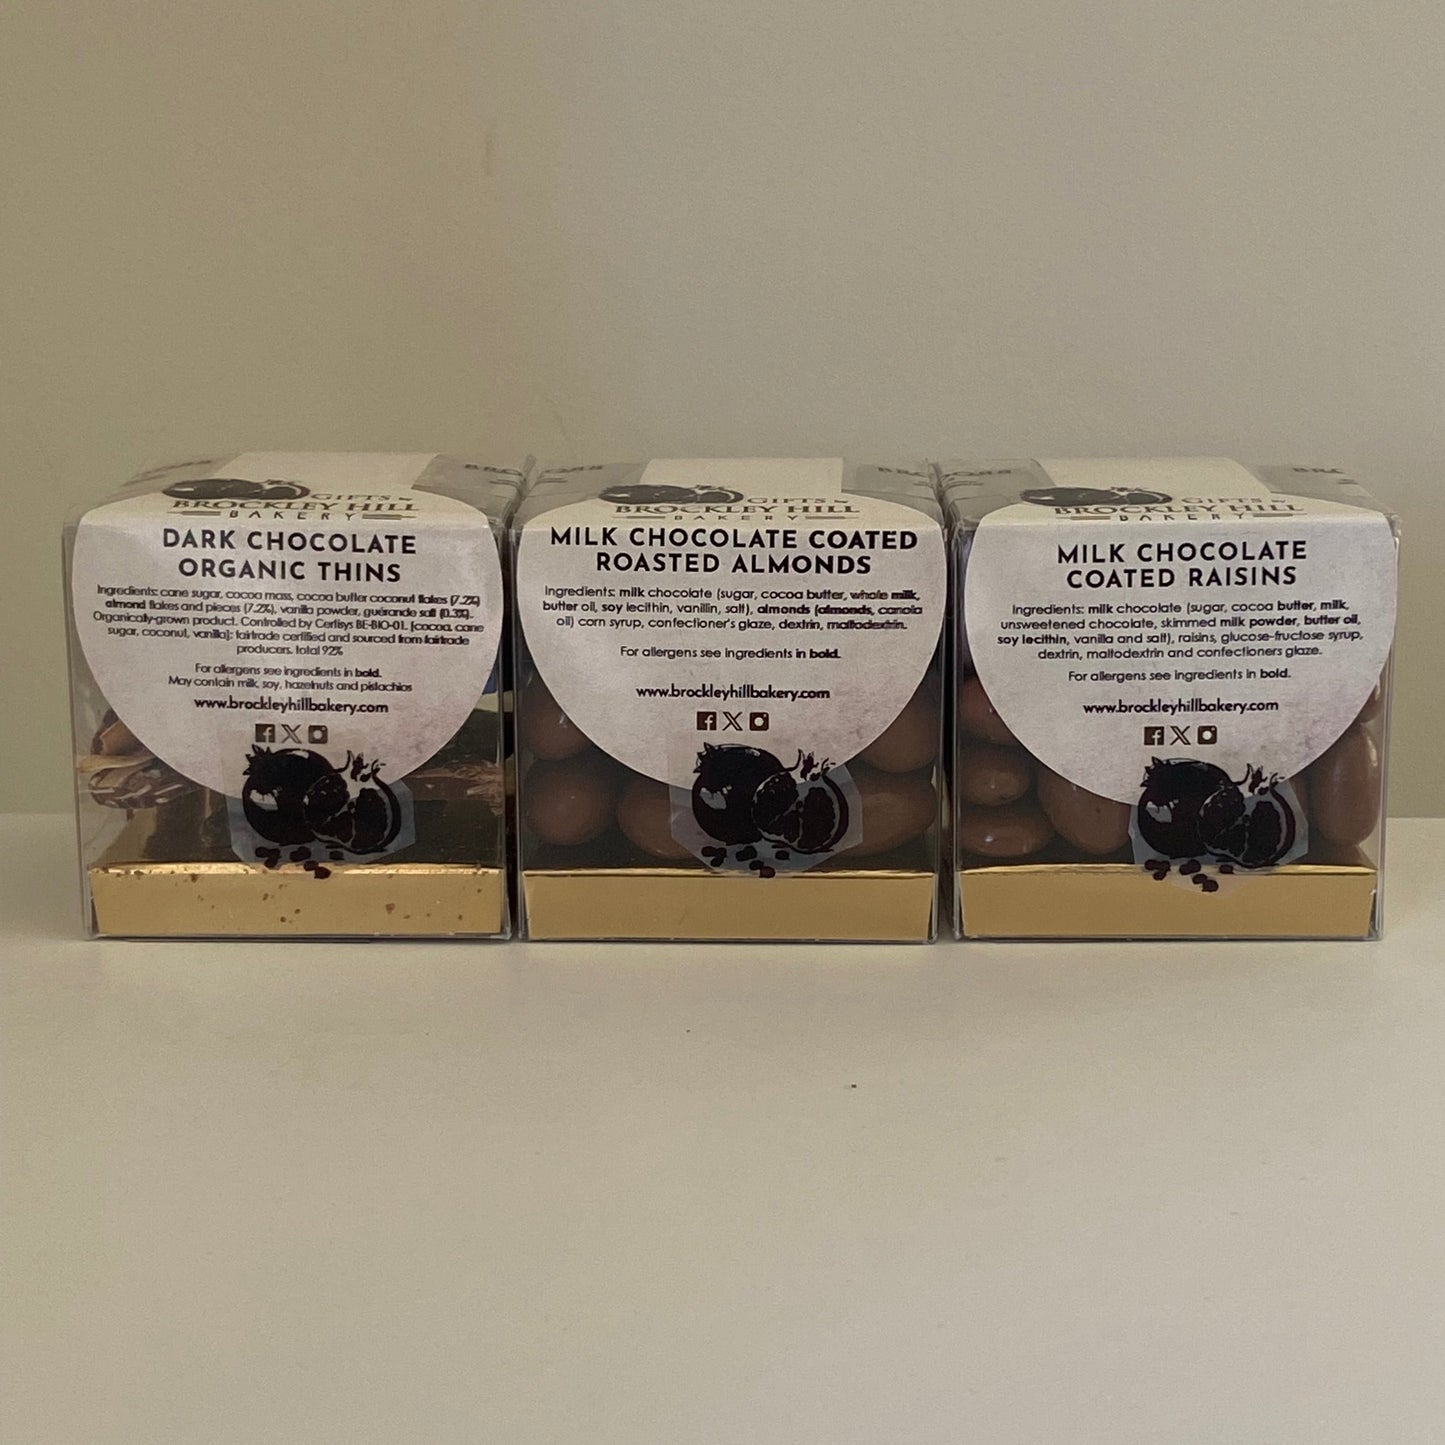 GIFTS by
BROCKLEY HILL
BAKERY
DARK CHOCOLATE
ORGANIC THINS
Ingredients: cane sugar, cocoa mass, cocoa butter coconut flakes (7.2%)
almond flakes and pieces (7.2%), vanilla powder, guérande salt (0.3%).
Organically-grown product. Controlled by Certisys BE-BIO-01. [cocoa, cane
sugar, coconut, vanilla]: fairtrade certified and sourced from fairtrade
producers. total 92%
For allergens see ingredients in bold.
May contain milk, soy, hazelnuts and pistachios
www.brockleyhillbakery.com
GIFTS by
BROCKLEY HILL
BAKERY
MILK CHOCOLATE COATED
ROASTED ALMONDS
Ingredients: milk chocolate (sugar, cocoa butter, whole milk,
butter oil, soy lecithin, vanillin, salt), almonds (almonds, canola
oil) corn syrup, confectioner's glaze, dextrin, maltodextrin.
For allergens see ingredients in bold.
www.brockleyhillbakery.com
GIFTS by
BROCKLEY HILL
BAKERY
MILK CHOCOLATE
COATED RAISINS
Ingredients: milk chocolate (sugar, cocoa butter, milk,
unsweetened chocolate, skimmed milk powder, butter oil,
soy lecithin, vanilla and salt), raisins, glucose-fructose syrup,
dextrin, maltodextrin and confectioners glaze.
For allergens see ingredients in bold.
www.brockleyhillbakery.com